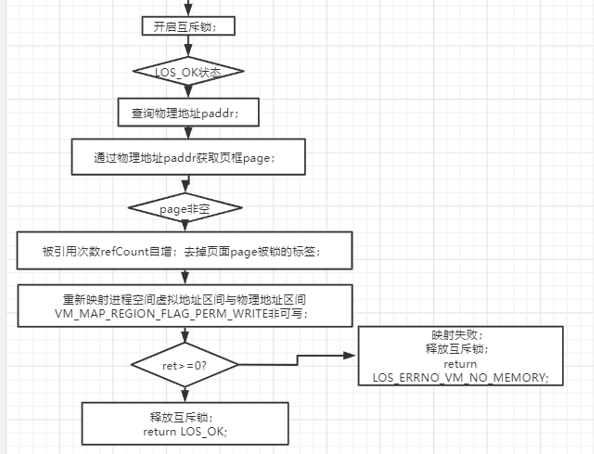 开启互斥锁;
LOS_OK状态
查询物理地址paddr;
通过物理地址paddr获取页框page;
page非空
被引用次数refCount自增；去掉页面page被锁的标签;
重新映射进程空间虚拟地址区间与物理地址区间
VM_MAP_REGION_FLAG_PERM_WRITE非可写;
ret>=0?
映射失败;
释放互斥锁;
return
LOS_ERRNO_VM_NO_MEMORY;
释放互斥锁;
return LOS_OK;